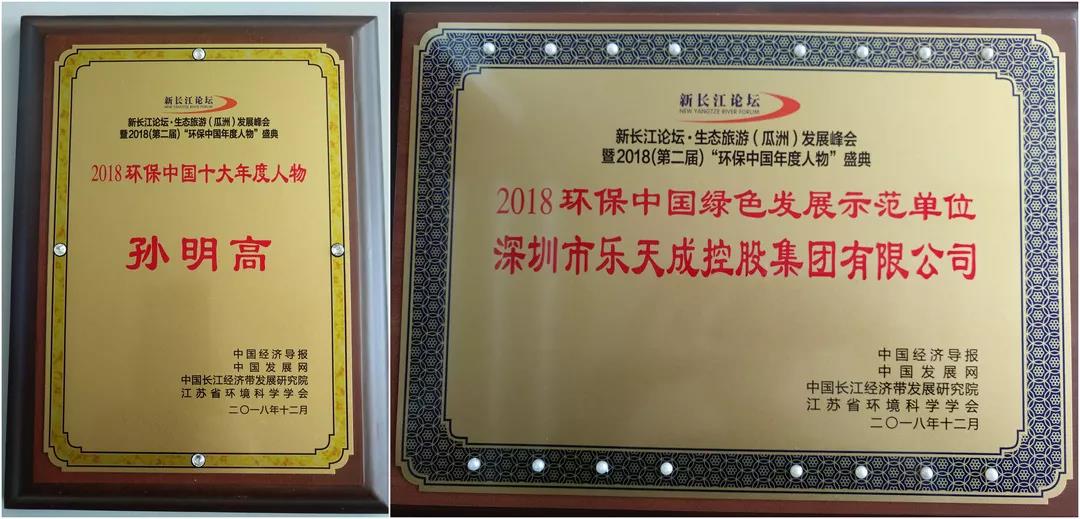 新长江论坛
NEW YANGTZE RIVER FORUM
新长江论坛·生态旅游（瓜洲）发展峰会
暨2018(第二届)“环保中国年度人物”盛典
2018环保中国十大年度人物
孙明高
中国经济导报
中国发展网
中国长江经济带发展研究院
江苏省环境科学学会
二〇一八年十二月
新长江论坛
NEW YANGTZE RIVER FORUM
新长江论坛·生态旅游（瓜洲）发展峰会
暨2018(第二届)“环保中国年度人物”盛典
2018环保中国绿色发展示范单位
深圳市乐天成控股集团有限公司
中国经济导报
中国发展网
中国长江经济带发展研究院
江苏省环境科学学会
二〇一八年十二月